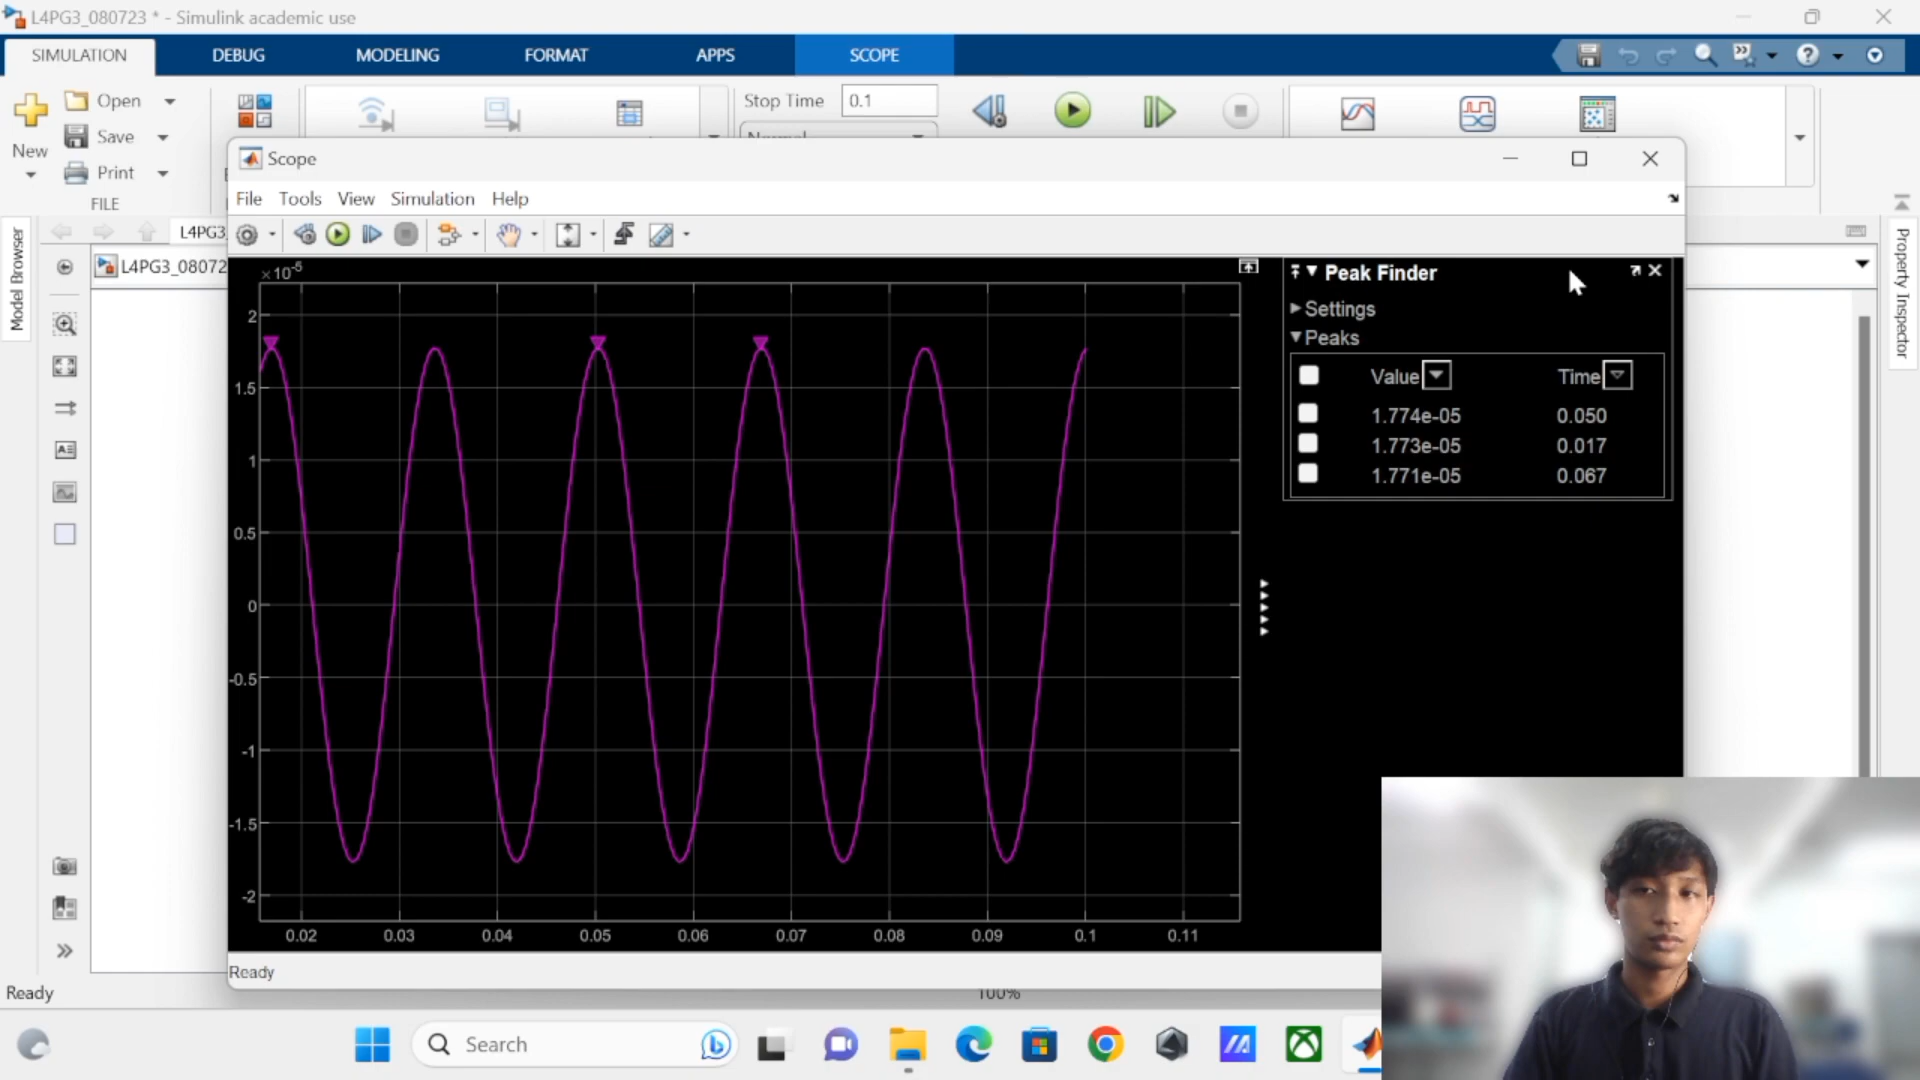 L4PG3_080723 * - Simulink academic use
SIMULATION DEBUG MODELING FORMAT APPS SCOPE
New
Open
Save
Print
FILE
Stop Time 0.1
Normal
Scope
File Tools View Simulation Help
L4PG3
L4PG3_08072
Model Browser
Property Inspector
×10⁻⁵
2
1.5
1
0.5
0
-0.5
-1
-1.5
-2
0.02 0.03 0.04 0.05 0.06 0.07 0.08 0.09 0.1 0.11
Peak Finder
Settings
Peaks
Value Time
1.774e-05 0.050
1.773e-05 0.017
1.771e-05 0.067
Ready
Ready
100%
Search